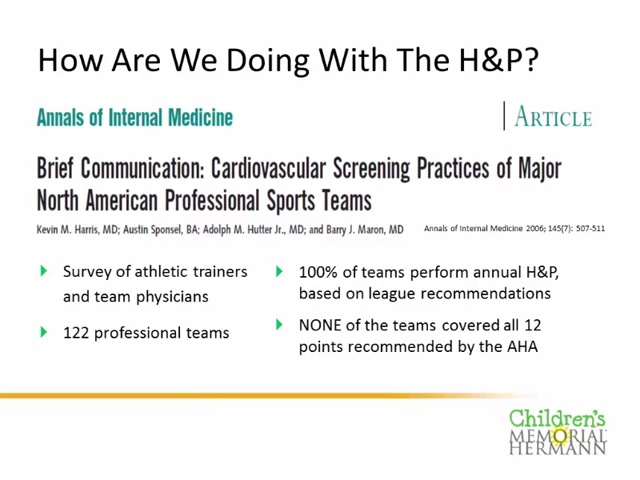 How Are We Doing With The H&P?
Annals of Internal Medicine
ARTICLE
Brief Communication: Cardiovascular Screening Practices of Major
North American Professional Sports Teams
Kevin M. Harris, MD; Austin Sponsel, BA; Adolph M. Hutter Jr., MD; and Barry J. Maron, MD
Annals of Internal Medicine 2006; 145(7): 507-511
Survey of athletic trainers
and team physicians
122 professional teams
100% of teams perform annual H&P,
based on league recommendations
NONE of the teams covered all 12
points recommended by the AHA
Children's
MEMORIAL
HERMANN